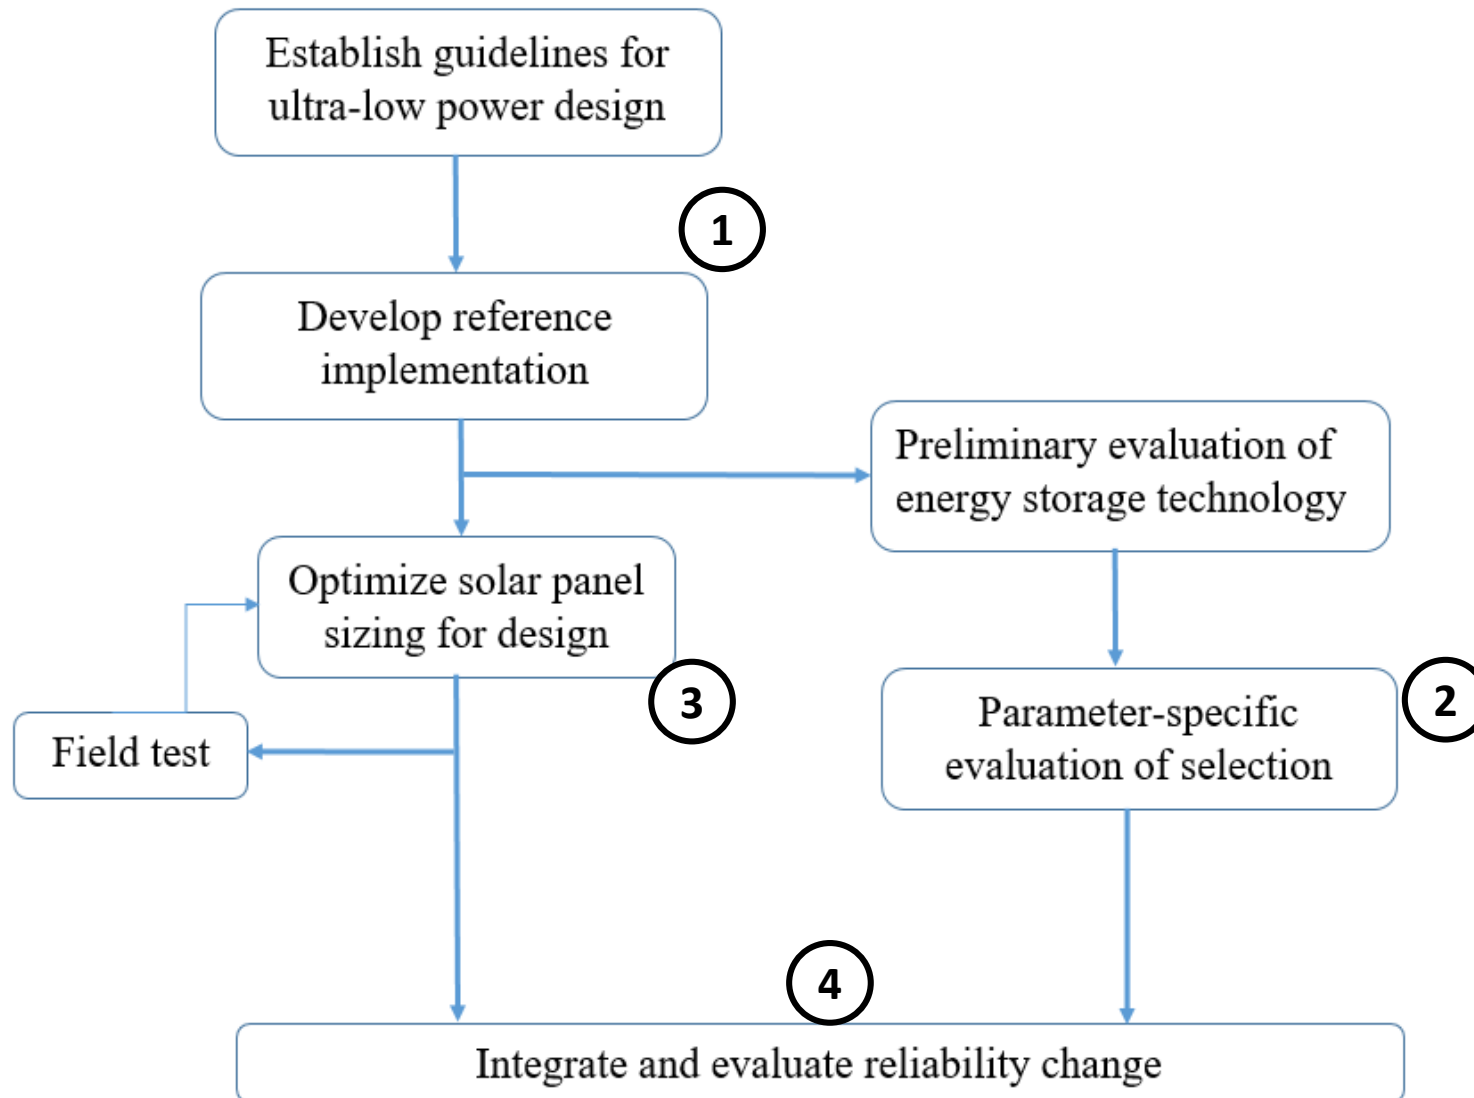 Establish guidelines for
ultra-low power design
1
Develop reference
implementation
Preliminary evaluation of
energy storage technology
Optimize solar panel
sizing for design
3
Field test
Parameter-specific
evaluation of selection
2
4
Integrate and evaluate reliability change